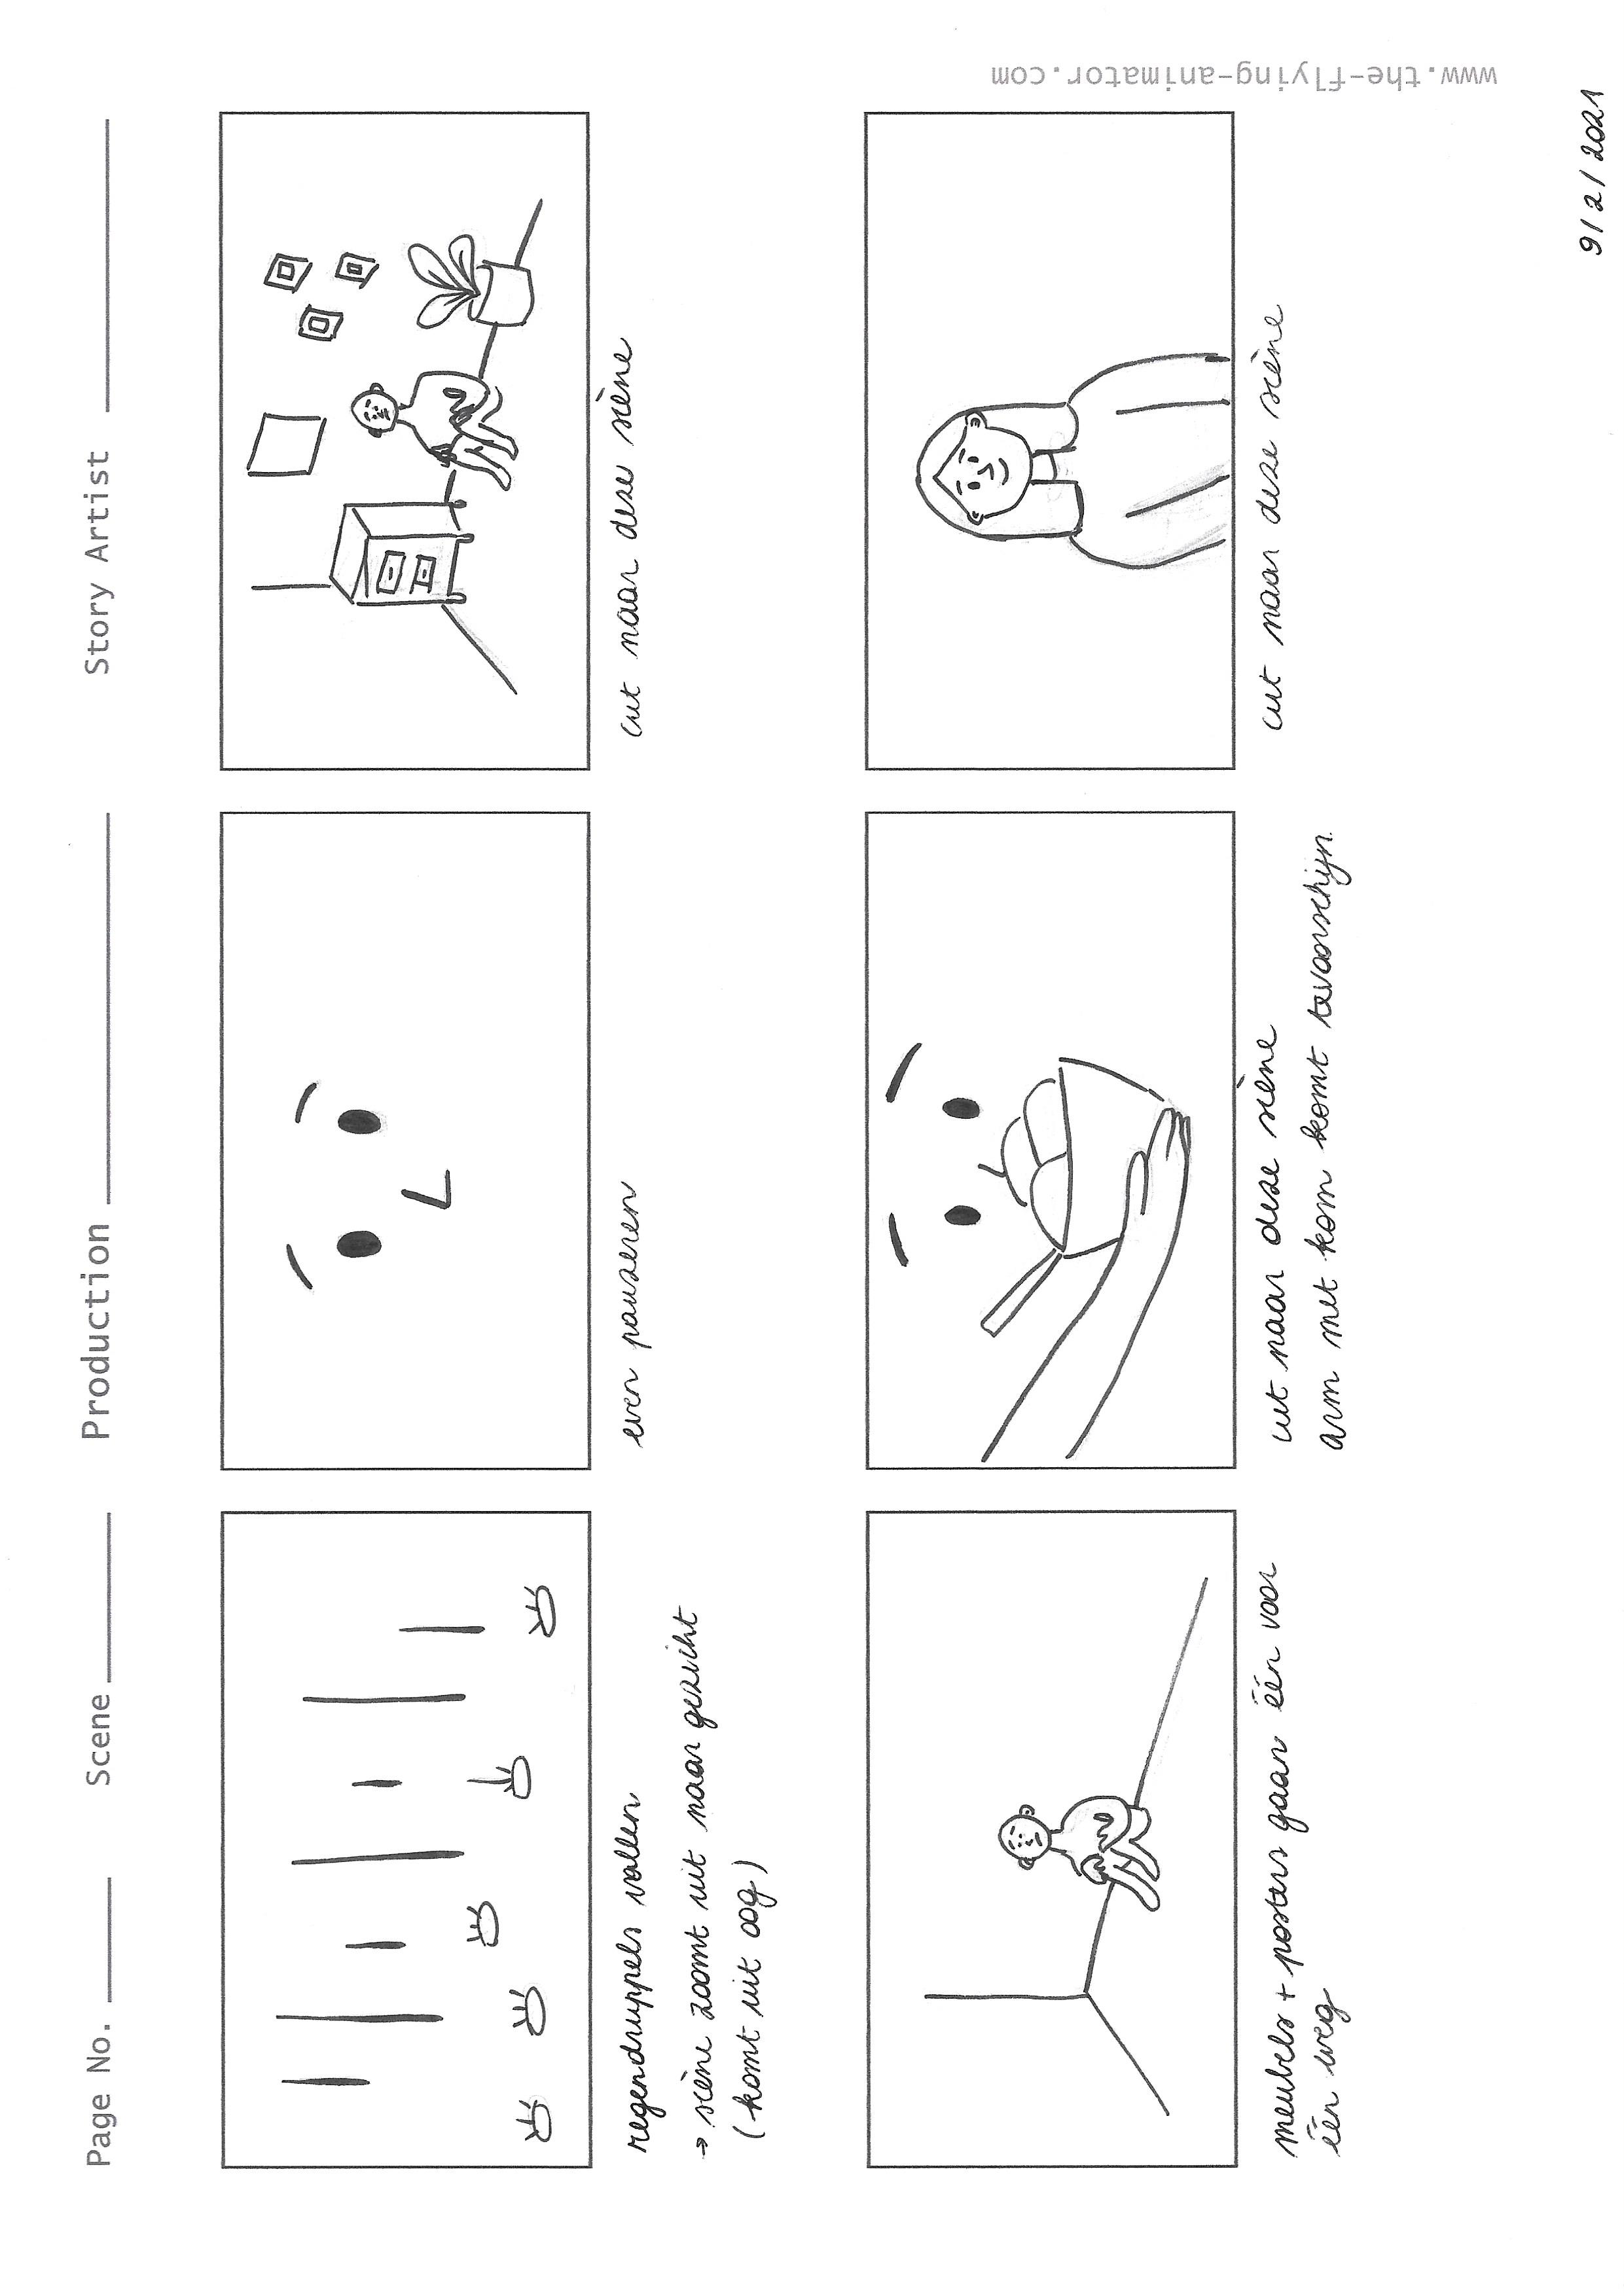 Page No. Scene Production Story Artist
regendruppels vallen
→ scène zoomt uit naar gezicht
(komt uit oog)
even pauzeren
cut naar deze scène
meubels + posters gaan één voor
één weg
cut naar deze scène
arm met kom komt tevoorschijn.
cut naar deze scène
www.the-flying-animator.com
9/2/2021